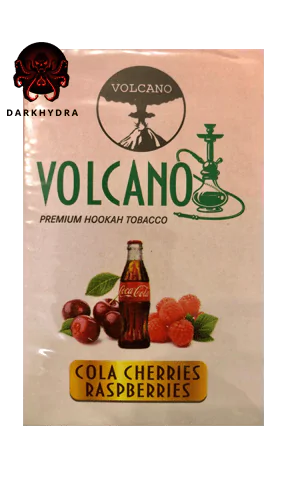 DARKHYDRA
VOLCANO
VOLCANO
PREMIUM HOOKAH TOBACCO
Coca-Cola
COLA CHERRIES
RASPBERRIES